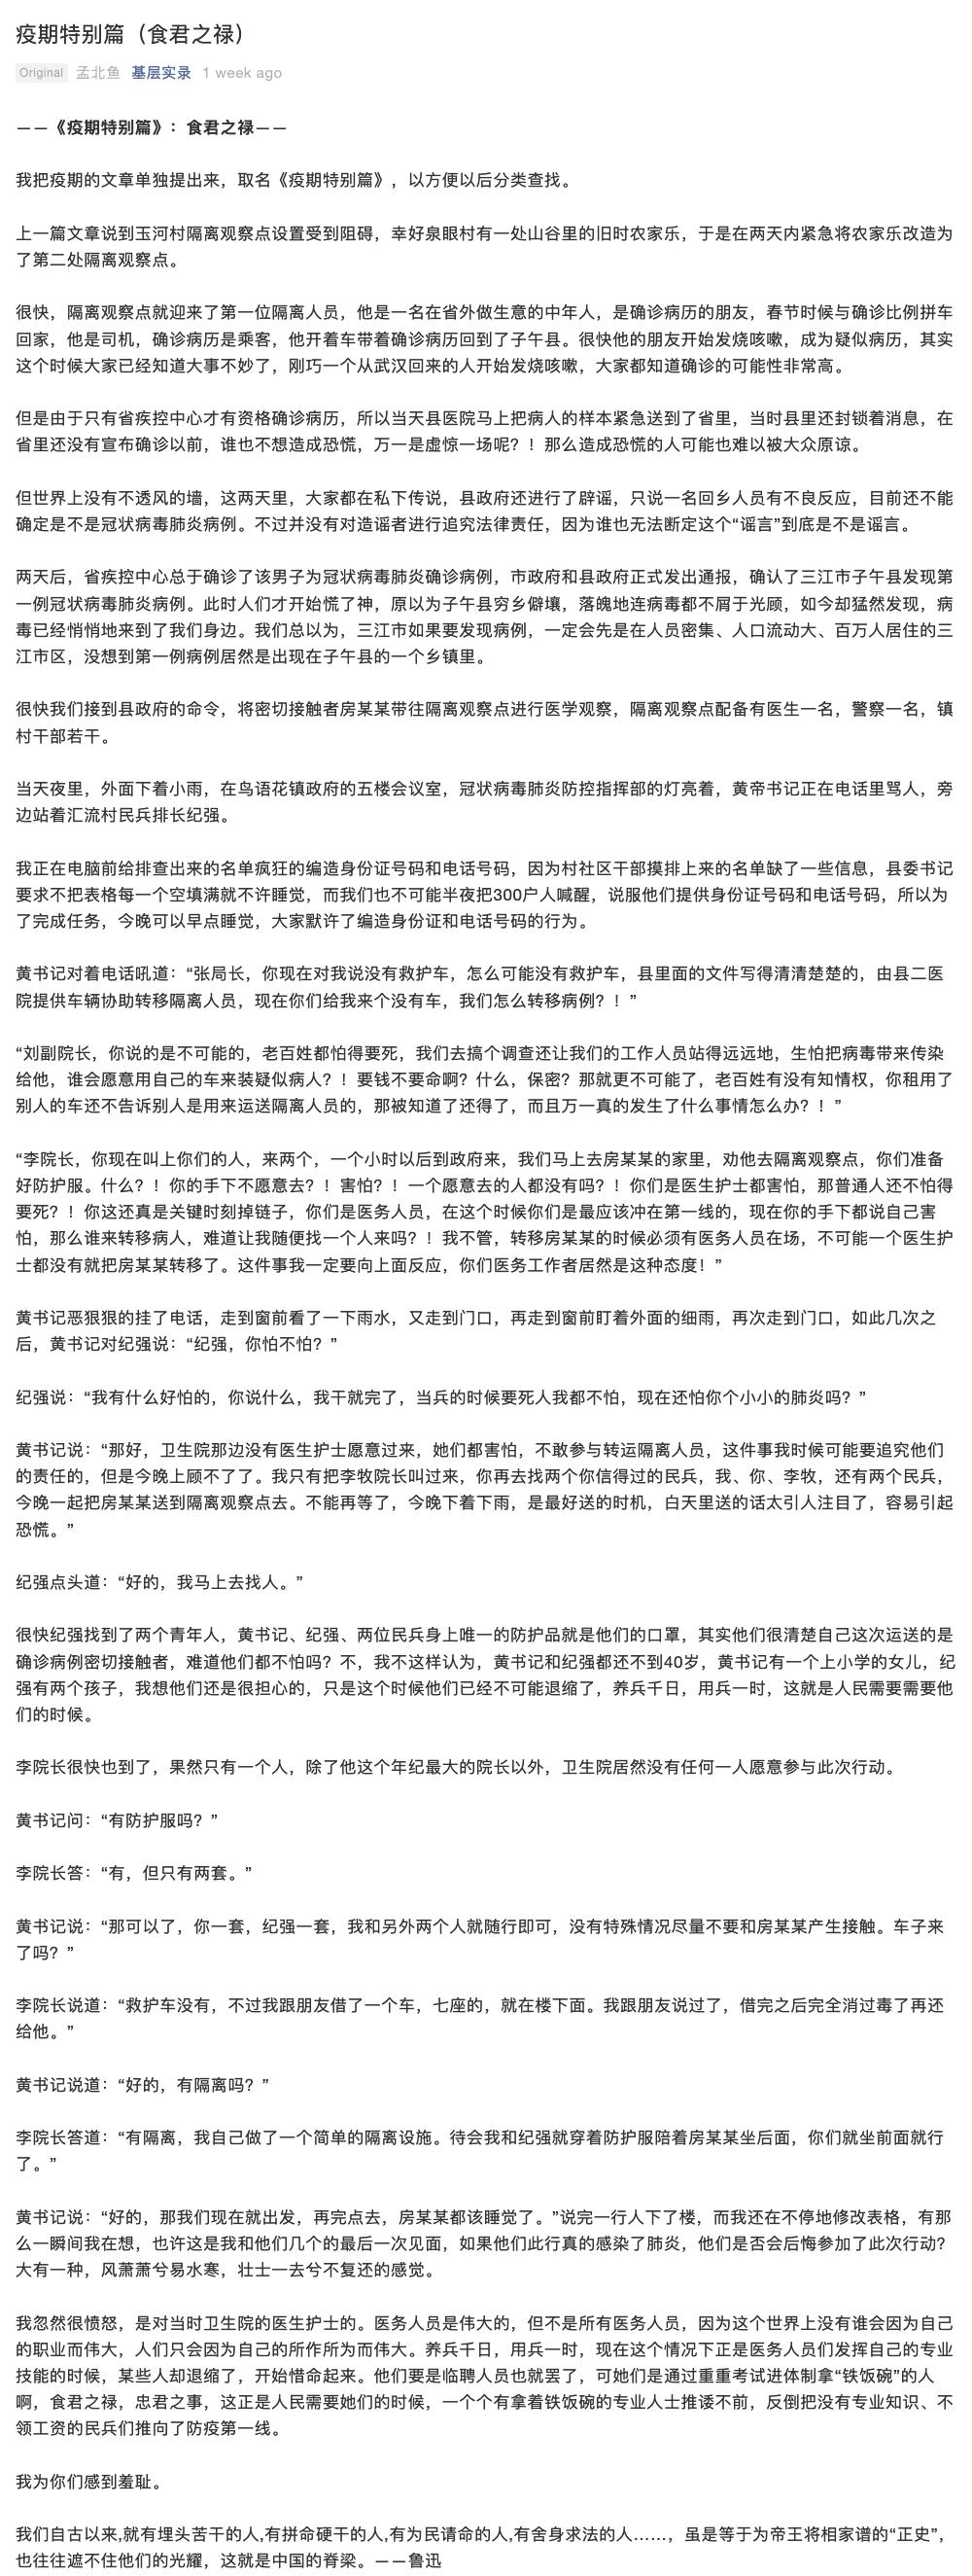 疫期特别篇（食君之禄）
Original 孟北鱼 基层实录 1 week ago
——《疫期特别篇》：食君之禄——
我把疫期的文章单独提出来，取名《疫期特别篇》，以方便以后分类查找。
上一篇文章说到玉河村隔离观察点设置受到阻碍，幸好泉眼村有一处山谷里的旧时农家乐，于是在两天内紧急将农家乐改造为
了第二处隔离观察点。
很快，隔离观察点就迎来了第一位隔离人员，他是一名在省外做生意的中年人，是确诊病历的朋友，春节时候与确诊比例拼车
回家，他是司机，确诊病历是乘客，他开着车带着确诊病历回到了子午县。很快他的朋友开始发烧咳嗽，成为疑似病历，其实
这个时候大家已经知道大事不妙了，刚巧一个从武汉回来的人开始发烧咳嗽，大家都知道确诊的可能性非常高。
但是由于只有省疾控中心才有资格确诊病历，所以当天县医院马上把病人的样本紧急送到了省里，当时县里还封锁着消息，在
省里还没有宣布确诊以前，谁也不想造成恐慌，万一是虚惊一场呢？！那么造成恐慌的人可能也难以被大众原谅。
但世界上没有不透风的墙，这两天里，大家都在私下传说，县政府还进行了辟谣，只说一名回乡人员有不良反应，目前还不能
确定是不是冠状病毒肺炎病例。不过并没有对造谣者进行追究法律责任，因为谁也无法断定这个“谣言”到底是不是谣言。
两天后，省疾控中心总于确诊了该男子为冠状病毒肺炎确诊病例，市政府和县政府正式发出通报，确认了三江市子午县发现第
一例冠状病毒肺炎病例。此时人们才开始慌了神，原以为子午县穷乡僻壤，落魄地连病毒都不屑于光顾，如今却猛然发现，病
毒已经悄悄地来到了我们身边。我们总以为，三江市如果要发现病例，一定会先是在人员密集、人口流动大、百万人居住的三
江市区，没想到第一例病例居然是出现在子午县的一个乡镇里。
很快我们接到县政府的命令，将密切接触者房某某带往隔离观察点进行医学观察，隔离观察点配备有医生一名，警察一名，镇
村干部若干。
当天夜里，外面下着小雨，在鸟语花镇政府的五楼会议室，冠状病毒肺炎防控指挥部的灯亮着，黄帝书记正在电话里骂人，旁
边站着汇流村民兵排长纪强。
我正在电脑前给排查出来的名单疯狂的编造身份证号码和电话号码，因为村社区干部摸排上来的名单缺了一些信息，县委书记
要求不把表格每一个空填满就不许睡觉，而我们也不可能半夜把300户人喊醒，说服他们提供身份证号码和电话号码，所以为
了完成任务，今晚可以早点睡觉，大家默许了编造身份证和电话号码的行为。
黄书记对着电话吼道：“张局长，你现在对我说没有救护车，怎么可能没有救护车，县里面的文件写得清清楚楚的，由县二医
院提供车辆协助转移隔离人员，现在你们给我来个没有车，我们怎么转移病例？！”
“刘副院长，你说的是不可能的，老百姓都怕得要死，我们去搞个调查还让我们的工作人员站得远远地，生怕把病毒带来传染
给他，谁会愿意用自己的车来装疑似病人？！要钱不要命啊？什么，保密？那就更不可能了，老百姓有没有知情权，你租用了
别人的车还不告诉别人是用来运送隔离人员的，那被知道了还得了，而且万一真的发生了什么事情怎么办？！”
“李院长，你现在叫上你们的人，来两个，一个小时以后到政府来，我们马上去房某某的家里，劝他去隔离观察点，你们准备
好防护服。什么？！你的手下不愿意去？！害怕？！一个愿意去的人都没有吗？！你们是医生护士都害怕，那普通人还不怕得
要死？！你这还真是关键时刻掉链子，你们是医务人员，在这个时候你们是最应该冲在第一线的，现在你的手下都说自己害
怕，那么谁来转移病人，难道让我随便找一个人来吗？！我不管，转移房某某的时候必须有医务人员在场，不可能一个医生护
士都没有就把房某某转移了。这件事我一定要向上面反应，你们医务工作者居然是这种态度！”
黄书记恶狠狠的挂了电话，走到窗前看了一下雨水，又走到门口，再走到窗前盯着外面的细雨，再次走到门口，如此几次之
后，黄书记对纪强说：“纪强，你怕不怕？”
纪强说：“我有什么好怕的，你说什么，我干就完了，当兵的时候要死人我都不怕，现在还怕你个小小的肺炎吗？”
黄书记说：“那好，卫生院那边没有医生护士愿意过来，她们都害怕，不敢参与转运隔离人员，这件事我时候可能要追究他们
的责任的，但是今晚上顾不了了。我只有把李牧院长叫过来，你再去找两个你信得过的民兵，我、你、李牧，还有两个民兵，
今晚一起把房某某送到隔离观察点去。不能再等了，今晚下着下雨，是最好送的时机，白天里送的话太引人注目了，容易引起
恐慌。”
纪强点头道：“好的，我马上去找人。”
很快纪强找到了两个青年人，黄书记、纪强、两位民兵身上唯一的防护品就是他们的口罩，其实他们很清楚自己这次运送的是
确诊病例密切接触者，难道他们都不怕吗？不，我不这样认为，黄书记和纪强都还不到40岁，黄书记有一个上小学的女儿，纪
强有两个孩子，我想他们还是很担心的，只是这个时候他们已经不可能退缩了，养兵千日，用兵一时，这就是人民需要需要他
们的时候。
李院长很快也到了，果然只有一个人，除了他这个年纪最大的院长以外，卫生院居然没有任何一人愿意参与此次行动。
黄书记问：“有防护服吗？”
李院长答：“有，但只有两套。”
黄书记说：“那可以了，你一套，纪强一套，我和另外两个人就随行即可，没有特殊情况尽量不要和房某某产生接触。车子来
了吗？”
李院长说道：“救护车没有，不过我跟朋友借了一个车，七座的，就在楼下面。我跟朋友说过了，借完之后完全消过毒了再还
给他。”
黄书记说道：“好的，有隔离吗？”
李院长答道：“有隔离，我自己做了一个简单的隔离设施。待会我和纪强就穿着防护服陪着房某某坐后面，你们就坐前面就行
了。”
黄书记说：“好的，那我们现在就出发，再完点去，房某某都该睡觉了。”说完一行人下了楼，而我还在不停地修改表格，有那
么一瞬间我在想，也许这是我和他们几个的最后一次见面，如果他们此行真的感染了肺炎，他们是否会后悔参加了此次行动？
大有一种，风萧萧兮易水寒，壮士一去兮不复还的感觉。
我忽然很愤怒，是对当时卫生院的医生护士的。医务人员是伟大的，但不是所有医务人员，因为这个世界上没有谁会因为自己
的职业而伟大，人们只会因为自己的所作所为而伟大。养兵千日，用兵一时，现在这个情况下正是医务人员们发挥自己的专业
技能的时候，某些人却退缩了，开始惜命起来。他们要是临聘人员也就罢了，可她们是通过重重考试进体制拿“铁饭碗”的人
啊，食君之禄，忠君之事，这正是人民需要她们的时候，一个个有拿着铁饭碗的专业人士推诿不前，反倒把没有专业知识、不
领工资的民兵们推向了防疫第一线。
我为你们感到羞耻。
我们自古以来,就有埋头苦干的人,有拼命硬干的人,有为民请命的人,有舍身求法的人……，虽是等于为帝王将相家谱的“正史”，
也往往遮不住他们的光耀，这就是中国的脊梁。——鲁迅